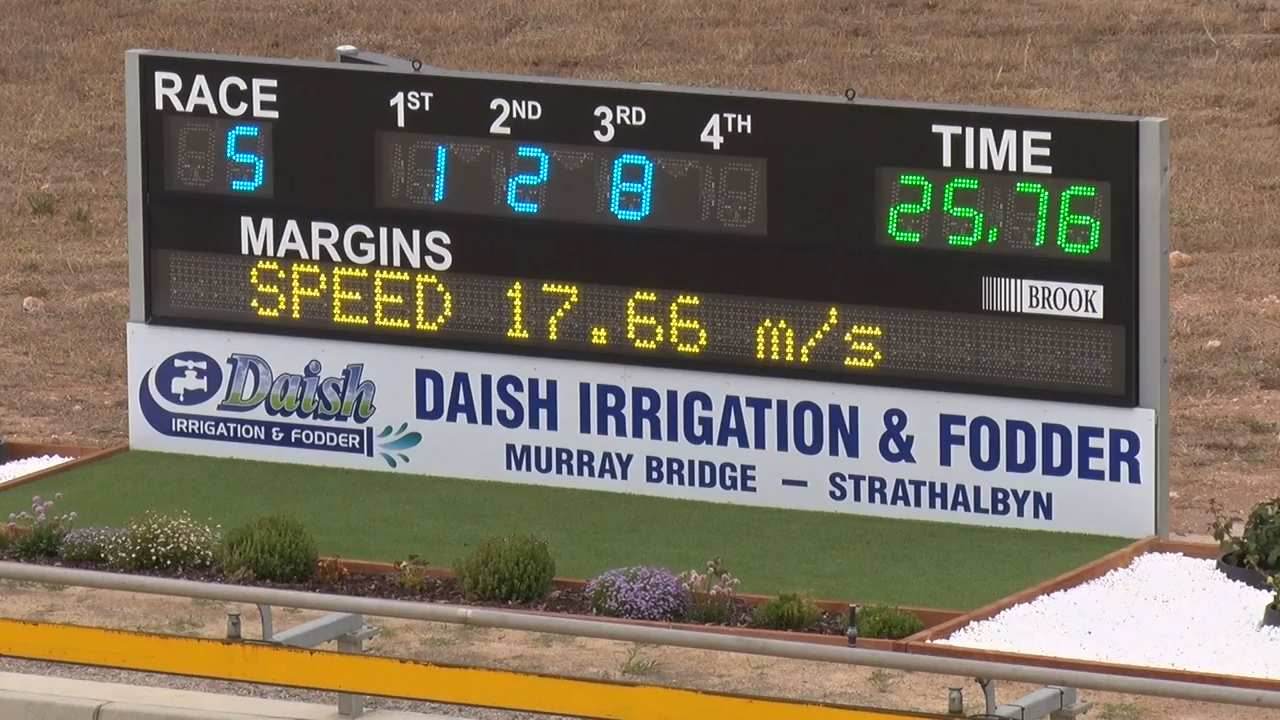 RACE 1ST 2ND 3RD 4TH TIME
5 1 2 8 25.76
MARGINS
SPEED 17.66 m/s
BROOK
Daish
IRRIGATION & FODDER
DAISH IRRIGATION & FODDER
MURRAY BRIDGE — STRATHALBYN